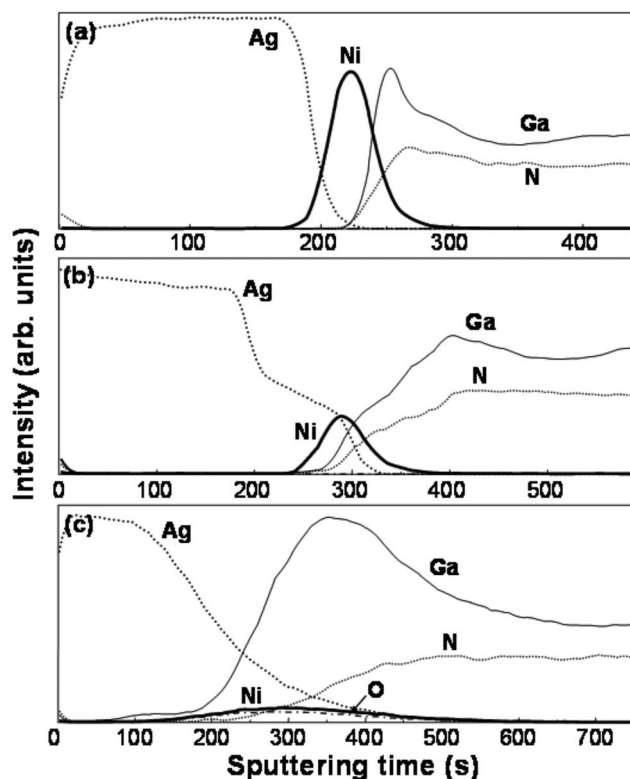 (a)
Ag
Ni
Ga
N
0 100 200 300 400
(b)
Ag
Ga
N
Ni
0 100 200 300 400 500
(c)
Ag
Ga
N
Ni
O
0 100 200 300 400 500 600 700
Sputtering time (s)
Intensity (arb. units)